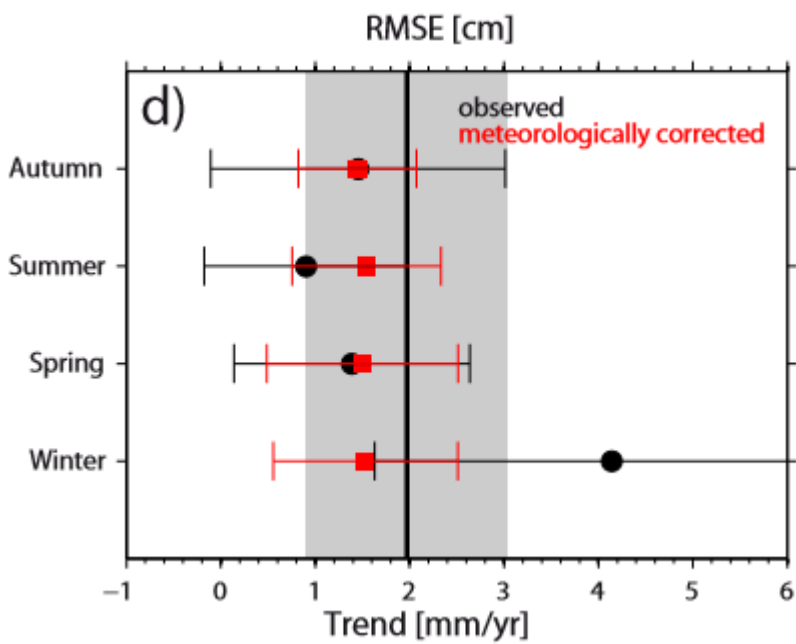 RMSE [cm]
d)
observed
meteorologically corrected
Autumn
Summer
Spring
Winter
−1 0 1 2 3 4 5 6
Trend [mm/yr]